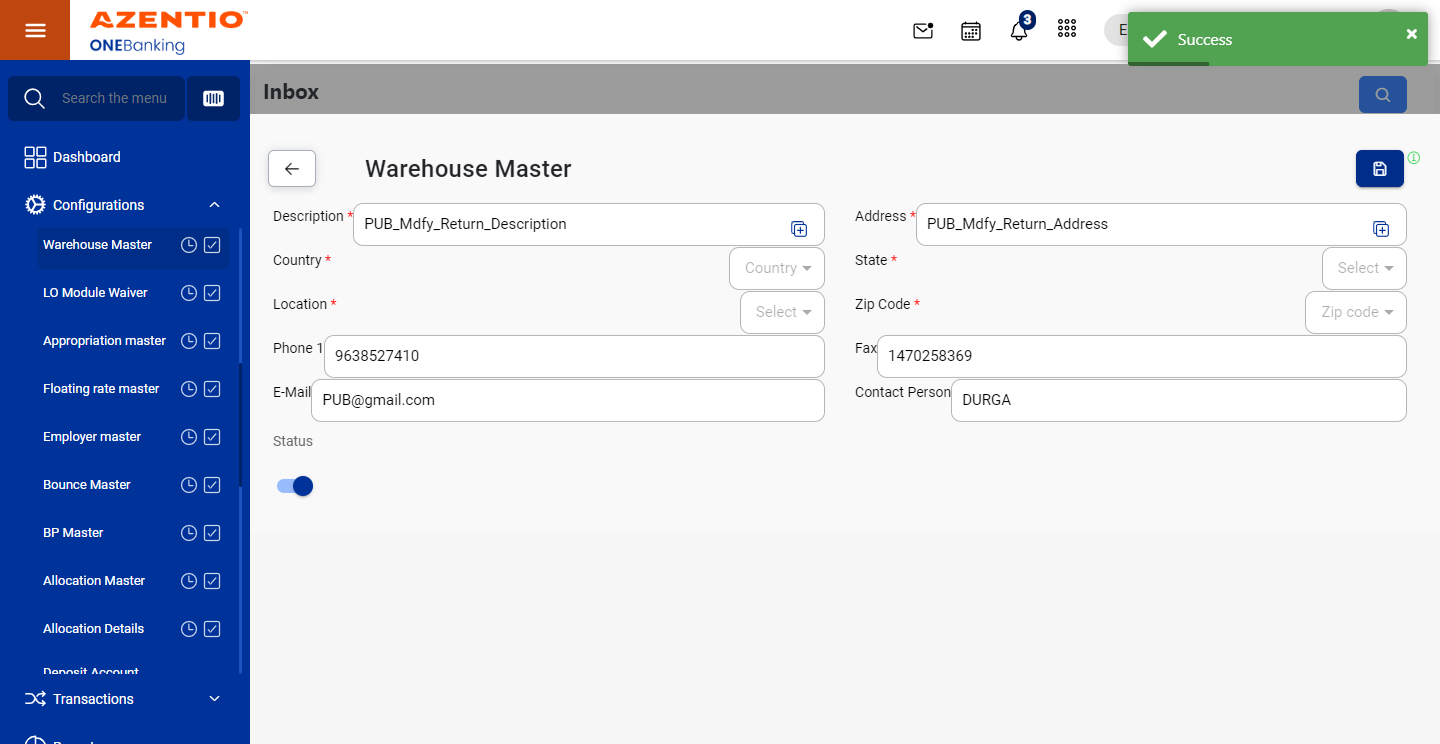 AZENTIO™
ONEBanking
3
E
Success
Search the menu
Inbox
Dashboard
Configurations
Warehouse Master
LO Module Waiver
Appropriation master
Floating rate master
Employer master
Bounce Master
BP Master
Allocation Master
Allocation Details
Deposit Account
Transactions
Warehouse Master
Description *
PUB_Mdfy_Return_Description
Address *
PUB_Mdfy_Return_Address
Country *
Country
State *
Select
Location *
Select
Zip Code *
Zip code
Phone 1
9638527410
Fax
1470258369
E-Mail
PUB@gmail.com
Contact Person
DURGA
Status